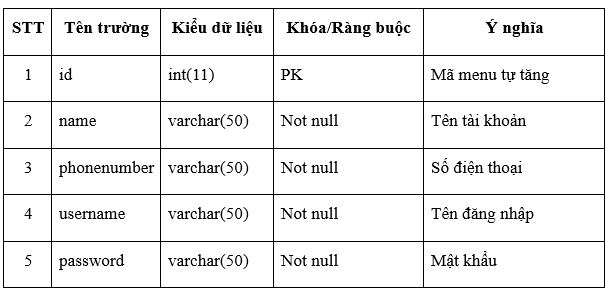 STT Tên trường Kiểu dữ liệu Khóa/Ràng buộc Ý nghĩa
1 id int(11) PK Mã menu tự tăng
2 name varchar(50) Not null Tên tài khoản
3 phonenumber varchar(50) Not null Số điện thoại
4 username varchar(50) Not null Tên đăng nhập
5 password varchar(50) Not null Mật khẩu